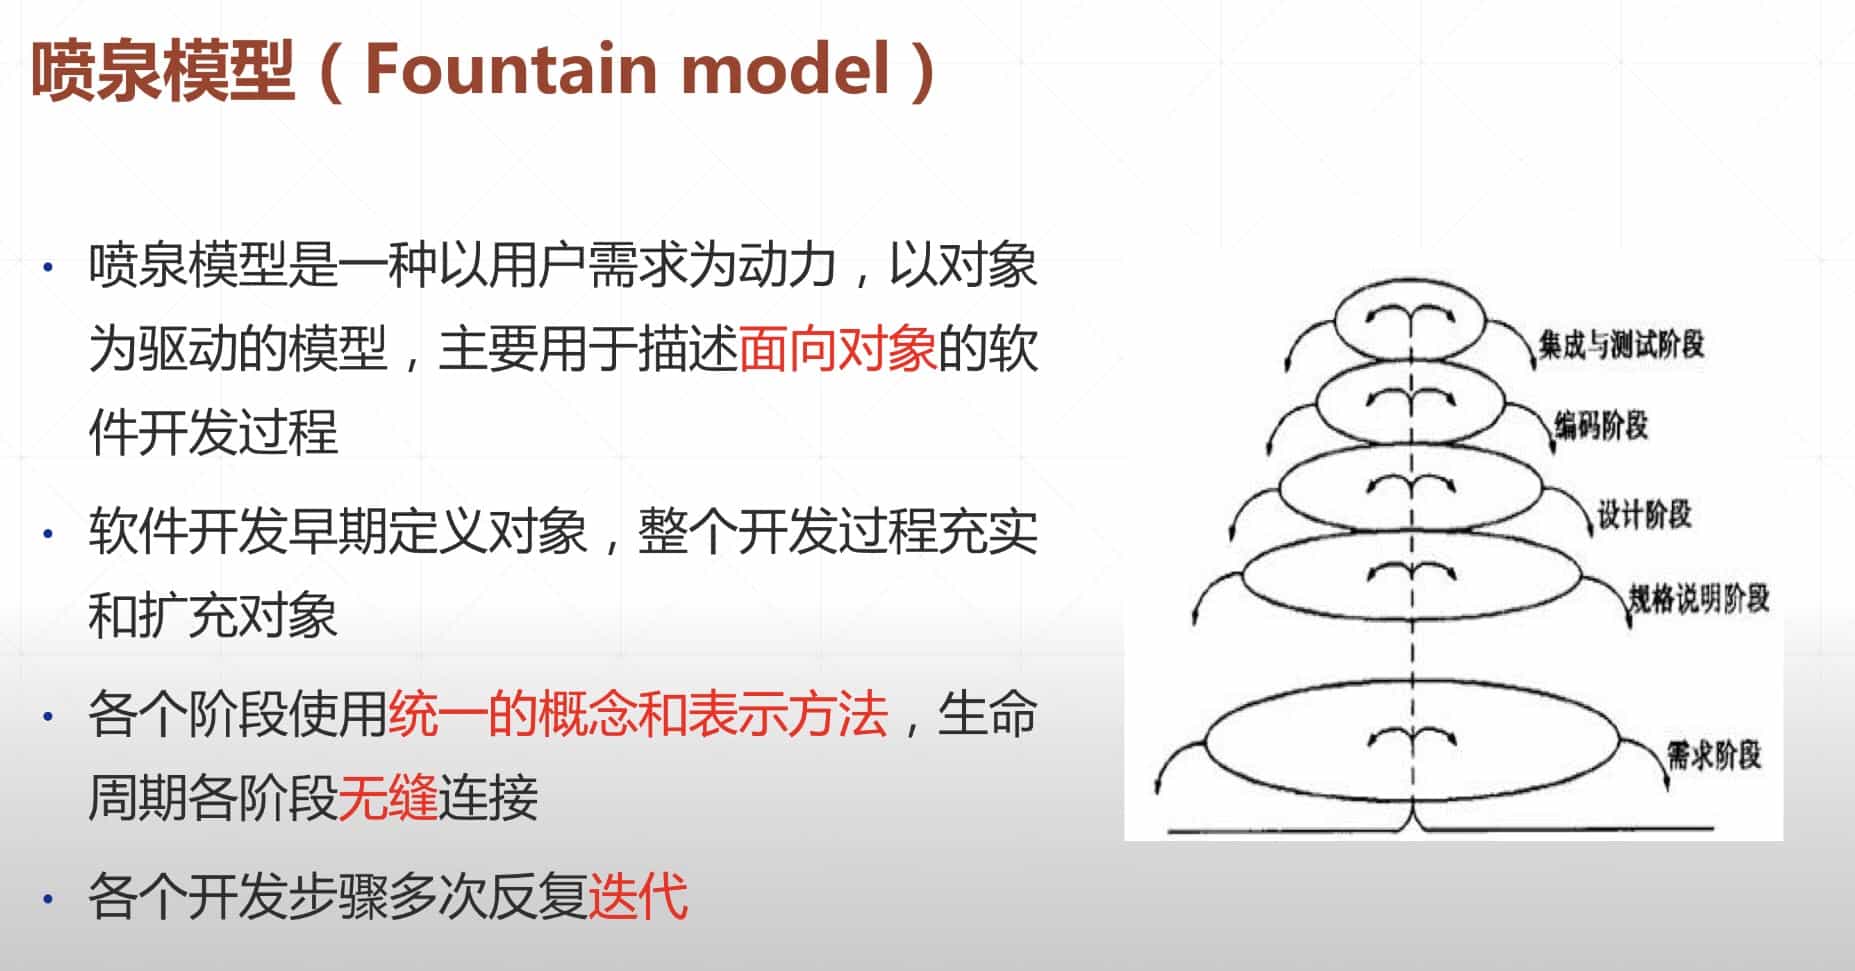 喷泉模型（Fountain model）
• 喷泉模型是一种以用户需求为动力，以对象
为驱动的模型，主要用于描述面向对象的软
件开发过程
• 软件开发早期定义对象，整个开发过程充实
和扩充对象
• 各个阶段使用统一的概念和表示方法，生命
周期各阶段无缝连接
• 各个开发步骤多次反复迭代
集成与测试阶段
编码阶段
设计阶段
规格说明阶段
需求阶段